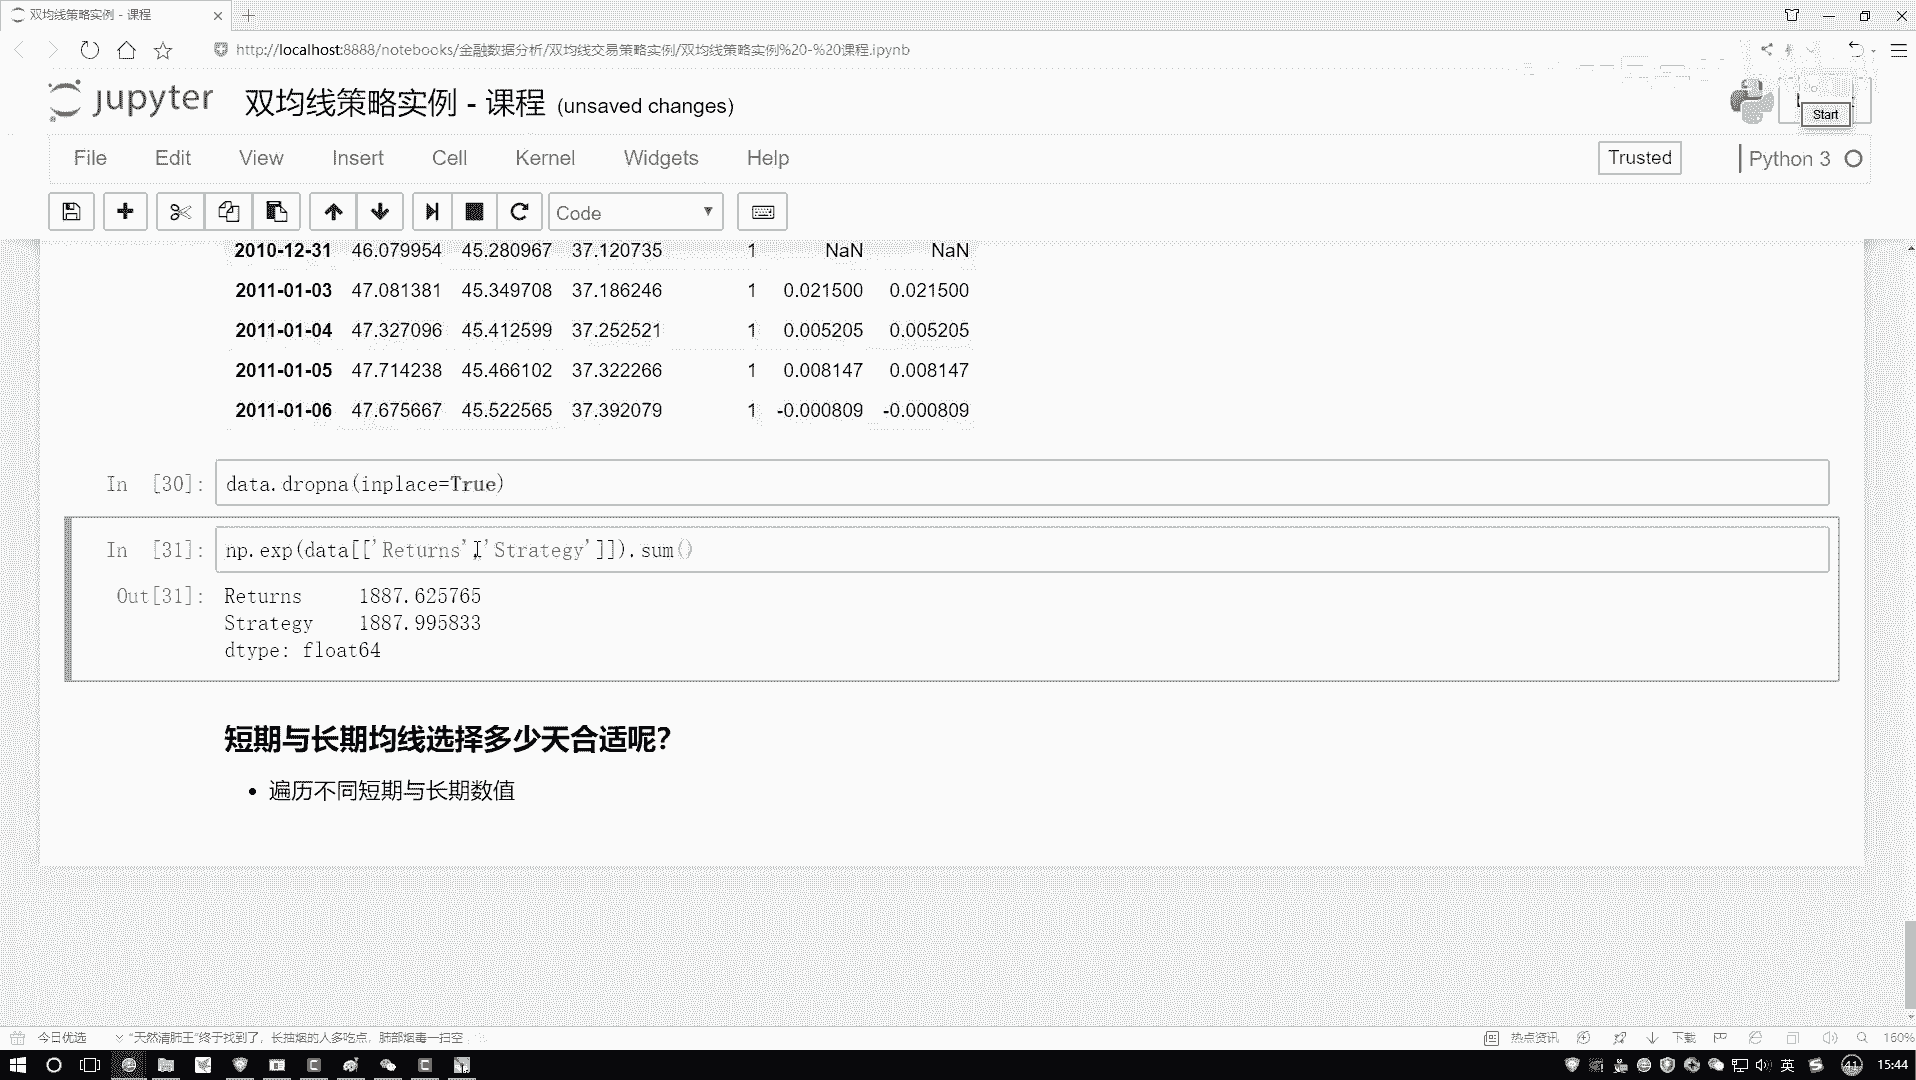 双均线策略实例 - 课程
http://localhost:8888/notebooks/金融数据分析/双均线交易策略实例/双均线策略实例%20-%20课程.ipynb
jupyter 双均线策略实例 - 课程 (unsaved changes)
Start
File Edit View Insert Cell Kernel Widgets Help
Trusted
Python 3
Code
2010-12-31 46.079954 45.280967 37.120735 1 NaN NaN
2011-01-03 47.081381 45.349708 37.186246 1 0.021500 0.021500
2011-01-04 47.327096 45.412599 37.252521 1 0.005205 0.005205
2011-01-05 47.714238 45.466102 37.322266 1 0.008147 0.008147
2011-01-06 47.675667 45.522565 37.392079 1 -0.000809 -0.000809
In [30]: data.dropna(inplace=True)
In [31]: np.exp(data[['Returns','Strategy']]).sum()
Out[31]: Returns 1887.625765
Strategy 1887.995833
dtype: float64
短期与长期均线选择多少天合适呢?
• 遍历不同短期与长期数值
今日优选 “天然清肺王”终于找到了，长抽烟的人多吃点，肺部烟毒一扫空
热点资讯 下载 160%
英 41 15:44